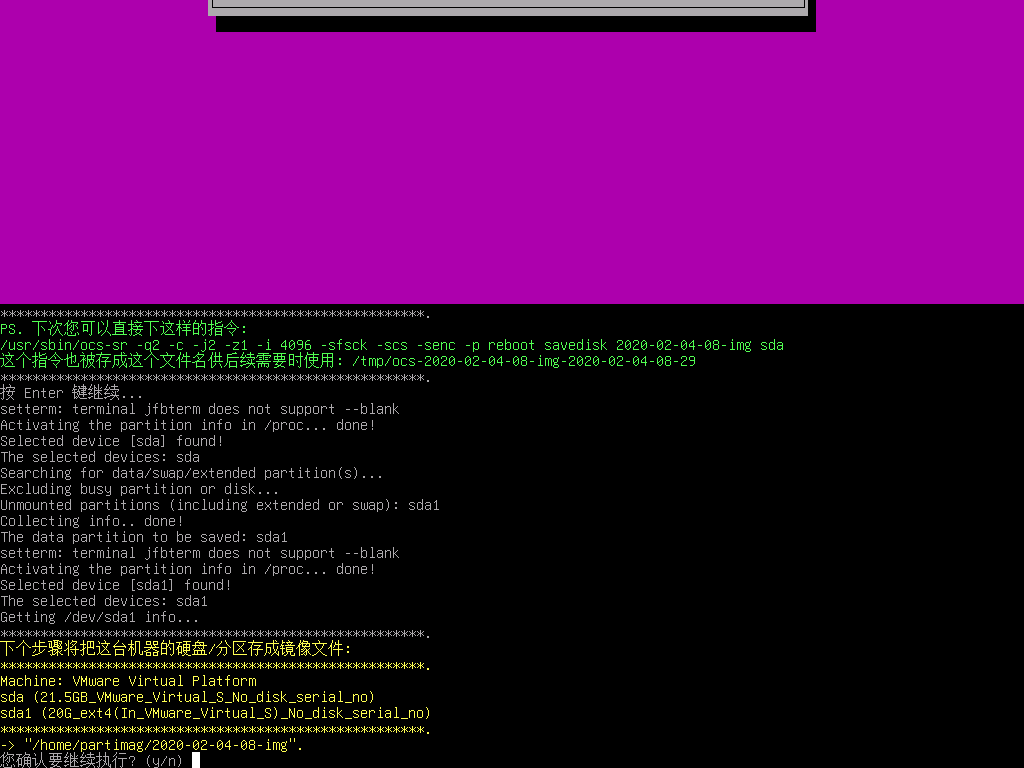 *****************************************************.
PS. 下次您可以直接下这样的指令:
/usr/sbin/ocs-sr -q2 -c -j2 -z1 -i 4096 -sfsck -scs -senc -p reboot savedisk 2020-02-04-08-img sda
这个指令也被存成这个文件名供后续需要时使用: /tmp/ocs-2020-02-04-08-img-2020-02-04-08-29
*****************************************************.
按 Enter 键继续...
setterm: terminal jfbterm does not support --blank
Activating the partition info in /proc... done!
Selected device [sda] found!
The selected devices: sda
Searching for data/swap/extended partition(s)...
Excluding busy partition or disk...
Unmounted partitions (including extended or swap): sda1
Collecting info.. done!
The data partition to be saved: sda1
setterm: terminal jfbterm does not support --blank
Activating the partition info in /proc... done!
Selected device [sda1] found!
The selected devices: sda1
Getting /dev/sda1 info...
*****************************************************.
下个步骤将把这台机器的硬盘/分区存成镜像文件:
*****************************************************.
Machine: VMware Virtual Platform
sda (21.5GB_VMware_Virtual_S_No_disk_serial_no)
sda1 (20G_ext4(In_VMware_Virtual_S)_No_disk_serial_no)
*****************************************************.
-> "/home/partimag/2020-02-04-08-img".
您确认要继续执行? (y/n)